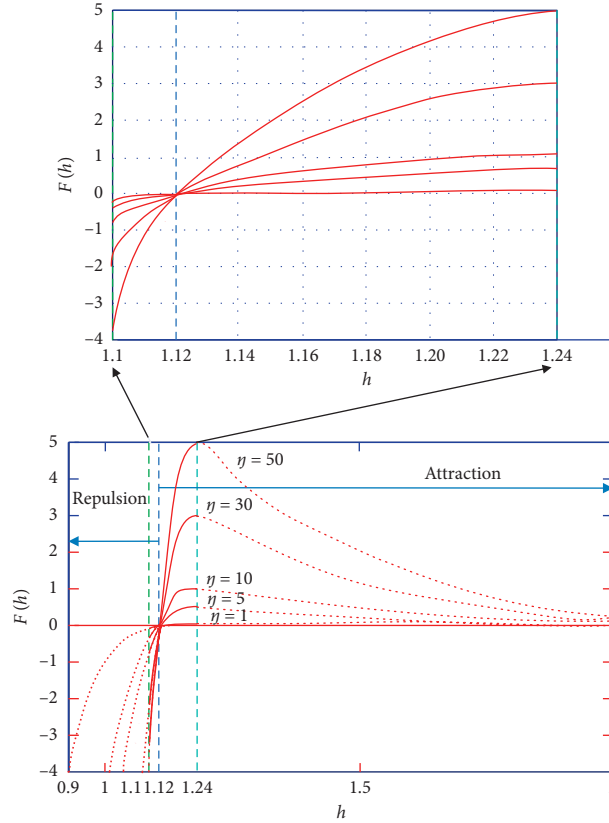 5
4
3
2
1
0
−1
−2
−3
−4
F (h)
1.1 1.12 1.14 1.16 1.18 1.20 1.22 1.24
h
5
4
3
2
1
0
−1
−2
−3
−4
F (h)
η = 50
Attraction
Repulsion
η = 30
η = 10
η = 5
η = 1
0.9 1 1.1 1.12 1.24 1.5
h